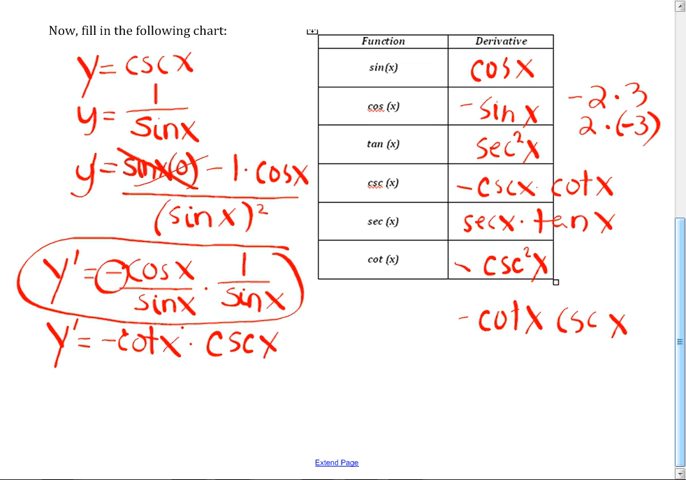 Now, fill in the following chart:
y = cscx
y = 1/sinx
y = sinx(0) - 1 · cosx / (sinx)²
y' = -cosx/sinx · 1/sinx
y' = -cotx · cscx
Function Derivative
sin(x) cosx
cos (x) -sinx
tan (x) sec²x
csc (x) -cscx · cotx
sec (x) secx · tanx
cot (x) - csc²x
-2 · 3
2 · (-3)
-cotx cscx
Extend Page